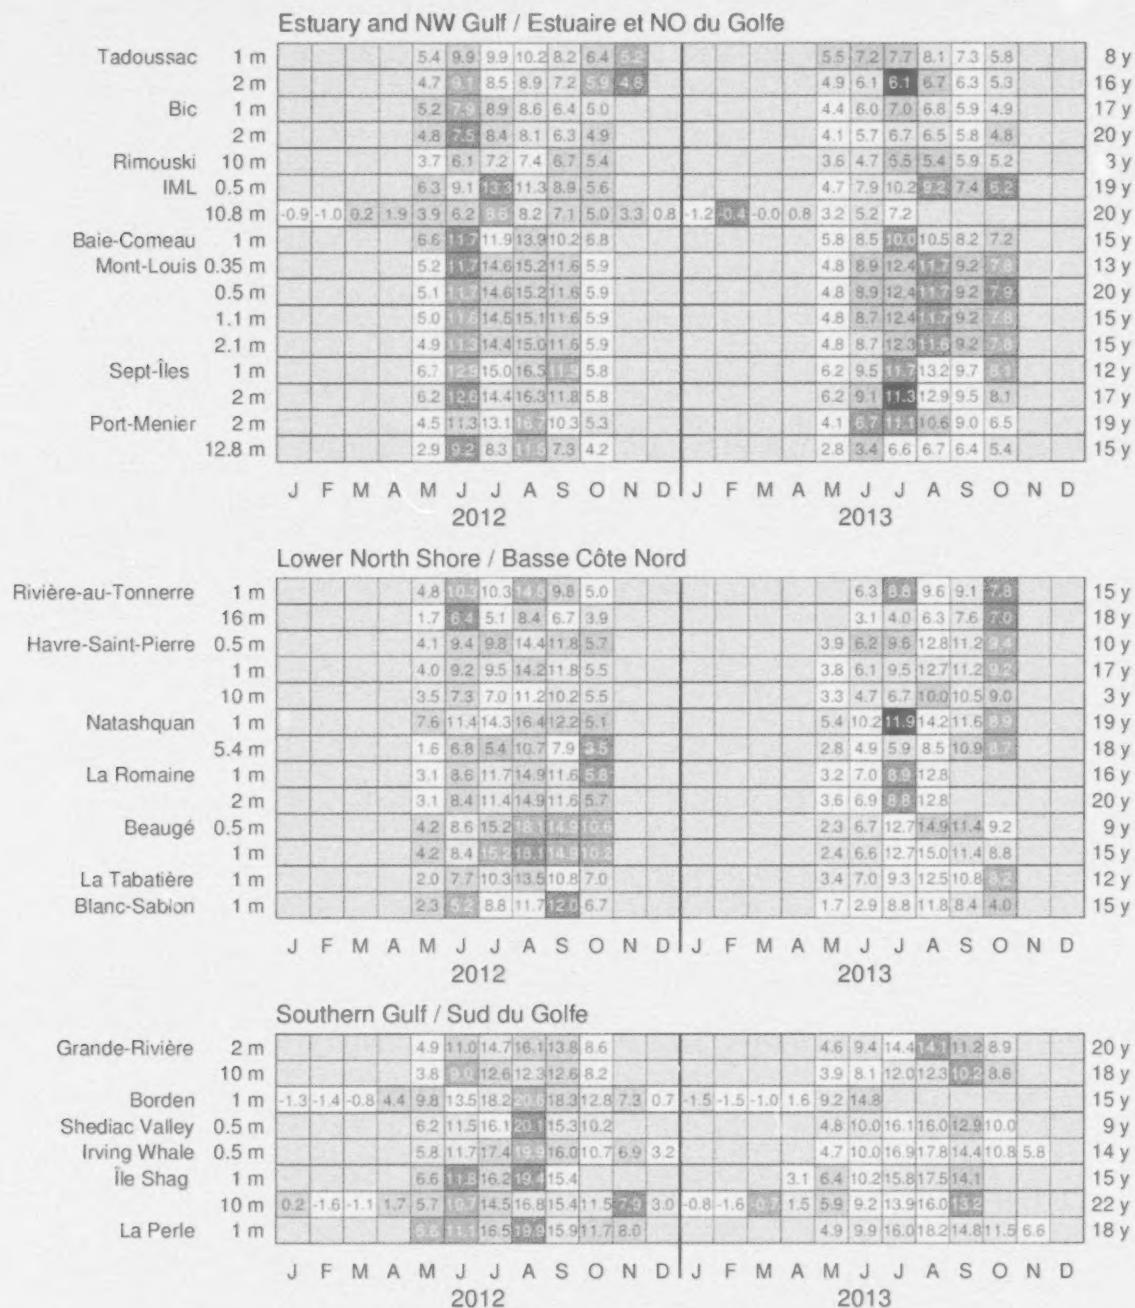 Estuary and NW Gulf / Estuaire et NO du Golfe
Tadoussac 1 m 5.4 9.9 9.9 10.2 8.2 6.4 5.2 5.5 7.2 7.7 8.1 7.3 5.8 8 y
2 m 4.7 9.1 8.5 8.9 7.2 5.9 4.8 4.9 6.1 6.1 6.7 6.3 5.3 16 y
Bic 1 m 5.2 7.9 8.9 8.6 6.4 5.0 4.4 6.0 7.0 6.8 5.9 4.9 17 y
2 m 4.8 7.5 8.4 8.1 6.3 4.9 4.1 5.7 6.7 6.5 5.8 4.8 20 y
Rimouski 10 m 3.7 6.1 7.2 7.4 6.7 5.4 3.6 4.7 5.5 5.4 5.9 5.2 3 y
IML 0.5 m 6.3 9.1 13.3 11.3 8.9 5.6 4.7 7.9 10.2 9.2 7.4 6.2 19 y
10.8 m -0.9 -1.0 0.2 1.9 3.9 6.2 8.6 8.2 7.1 5.0 3.3 0.8 -1.2 -0.4 -0.0 0.8 3.2 5.2 7.2 20 y
Baie-Comeau 1 m 6.6 11.7 11.9 13.9 10.2 6.8 5.8 8.5 10.0 10.5 8.2 7.2 15 y
Mont-Louis 0.35 m 5.2 11.7 14.6 15.2 11.6 5.9 4.8 8.9 12.4 11.7 9.2 7.8 13 y
0.5 m 5.1 11.7 14.6 15.2 11.6 5.9 4.8 8.9 12.4 11.7 9.2 7.9 20 y
1.1 m 5.0 11.6 14.5 15.1 11.6 5.9 4.8 8.7 12.4 11.7 9.2 7.8 15 y
2.1 m 4.9 11.3 14.4 15.0 11.6 5.9 4.8 8.7 12.3 11.6 9.2 7.8 15 y
Sept-Îles 1 m 6.7 12.9 15.0 16.5 11.9 5.8 6.2 9.5 11.7 13.2 9.7 8.1 12 y
2 m 6.2 12.6 14.4 16.3 11.8 5.8 6.2 9.1 11.3 12.9 9.5 8.1 17 y
Port-Menier 2 m 4.5 11.3 13.1 16.7 10.3 5.3 4.1 6.7 11.1 10.6 9.0 6.5 19 y
12.8 m 2.9 9.2 8.3 11.5 7.3 4.2 2.8 3.4 6.6 6.7 6.4 5.4 15 y
J F M A M J J A S O N D J F M A M J J A S O N D
2012 2013
Lower North Shore / Basse Côte Nord
Rivière-au-Tonnerre 1 m 4.8 10.3 10.3 14.6 9.8 5.0 6.3 8.8 9.6 9.1 7.8 15 y
16 m 1.7 6.4 5.1 8.4 6.7 3.9 3.1 4.0 6.3 7.6 7.0 18 y
Havre-Saint-Pierre 0.5 m 4.1 9.4 9.8 14.4 11.8 5.7 3.9 6.2 9.6 12.8 11.2 9.4 10 y
1 m 4.0 9.2 9.5 14.2 11.8 5.5 3.8 6.1 9.5 12.7 11.2 9.2 17 y
10 m 3.5 7.3 7.0 11.2 10.2 5.5 3.3 4.7 6.7 10.0 10.5 9.0 3 y
Natashquan 1 m 7.6 11.4 14.3 16.4 12.2 5.1 5.4 10.2 11.9 14.2 11.6 8.9 19 y
5.4 m 1.6 6.8 5.4 10.7 7.9 3.5 2.8 4.9 5.9 8.5 10.9 8.7 18 y
La Romaine 1 m 3.1 8.6 11.7 14.9 11.6 5.8 3.2 7.0 8.9 12.8 16 y
2 m 3.1 8.4 11.4 14.9 11.6 5.7 3.6 6.9 8.8 12.8 20 y
Beaugé 0.5 m 4.2 8.6 15.2 18.1 14.9 10.6 2.3 6.7 12.7 14.9 11.4 9.2 9 y
1 m 4.2 8.4 15.2 18.1 14.9 10.2 2.4 6.6 12.7 15.0 11.4 8.8 15 y
La Tabatière 1 m 2.0 7.7 10.3 13.5 10.8 7.0 3.4 7.0 9.3 12.5 10.8 8.2 12 y
Blanc-Sablon 1 m 2.3 5.2 8.8 11.7 12.0 6.7 1.7 2.9 8.8 11.8 8.4 4.0 15 y
J F M A M J J A S O N D J F M A M J J A S O N D
2012 2013
Southern Gulf / Sud du Golfe
Grande-Rivière 2 m 4.9 11.0 14.7 16.1 13.8 8.6 4.6 9.4 14.4 14.1 11.2 8.9 20 y
10 m 3.8 9.0 12.6 12.3 12.6 8.2 3.9 8.1 12.0 12.3 10.2 8.6 18 y
Borden 1 m -1.3 -1.4 -0.8 4.4 9.8 13.5 18.2 20.6 18.3 12.8 7.3 0.7 -1.5 -1.5 -1.0 1.6 9.2 14.8 15 y
Shediac Valley 0.5 m 6.2 11.5 16.1 20.1 15.3 10.2 4.8 10.0 16.1 16.0 12.9 10.0 9 y
Irving Whale 0.5 m 5.8 11.7 17.4 19.9 16.0 10.7 6.9 3.2 4.7 10.0 16.9 17.8 14.4 10.8 5.8 14 y
Île Shag 1 m 6.6 11.8 16.2 19.4 15.4 3.1 6.4 10.2 15.8 17.5 14.1 15 y
10 m 0.2 -1.6 -1.1 1.7 5.7 10.7 14.5 16.8 15.4 11.5 7.9 3.0 -0.8 -1.6 -0.7 1.5 5.9 9.2 13.9 16.0 13.2 22 y
La Perle 1 m 6.6 11.1 16.5 19.9 15.9 11.7 8.0 4.9 9.9 16.0 18.2 14.8 11.5 6.6 18 y
J F M A M J J A S O N D J F M A M J J A S O N D
2012 2013